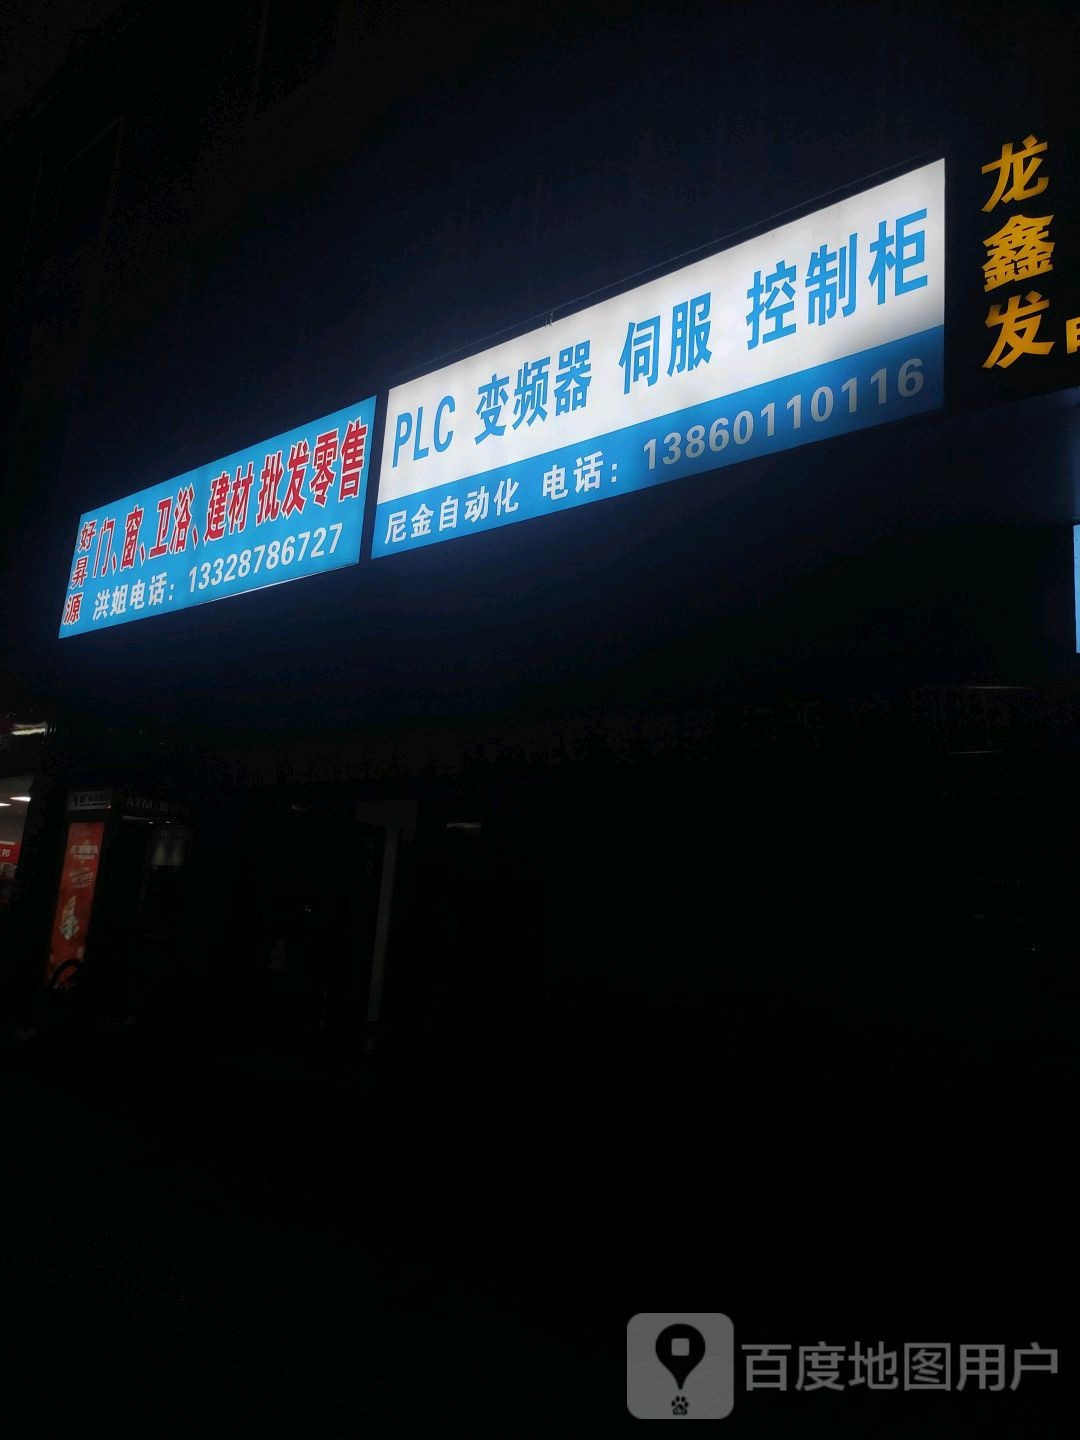 好昇源
门、窗、卫浴、建材 批发零售
洪姐电话：13328786727
PLC 变频器 伺服 控制柜
尼金自动化 电话：13860110116
龙鑫发
ATM
百度地图用户